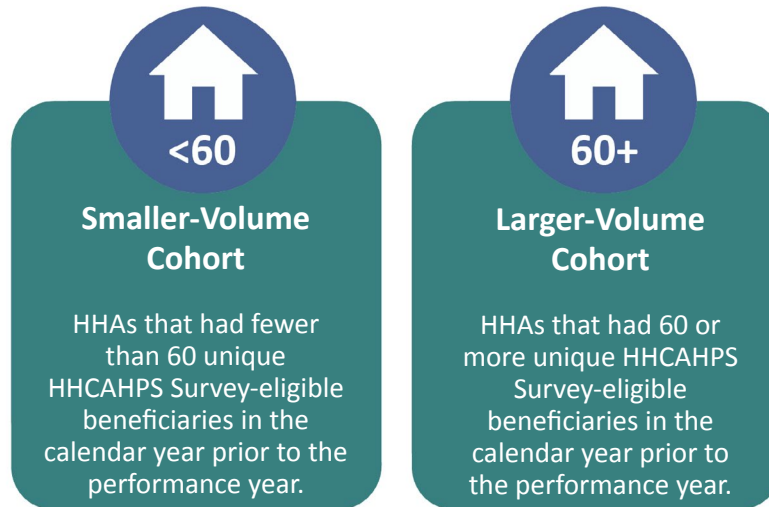 <60
Smaller-Volume
Cohort
HHAs that had fewer
than 60 unique
HHCAHPS Survey-eligible
beneficiaries in the
calendar year prior to the
performance year.
60+
Larger-Volume
Cohort
HHAs that had 60 or
more unique HHCAHPS
Survey-eligible
beneficiaries in the
calendar year prior to
the performance year.